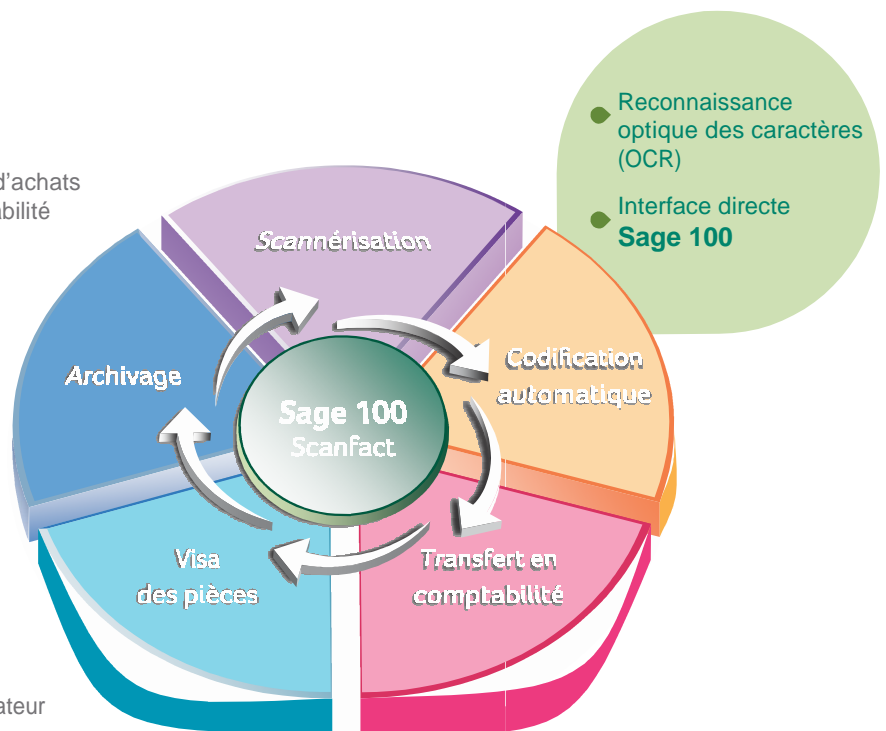 Reconnaissance
optique des caractères
(OCR)
Interface directe
Sage 100
d'achats
Scannérisation
Codification
automatique
Archivage
Sage 100
Scanfact
Visa
des pièces
Transfert en
comptabilité